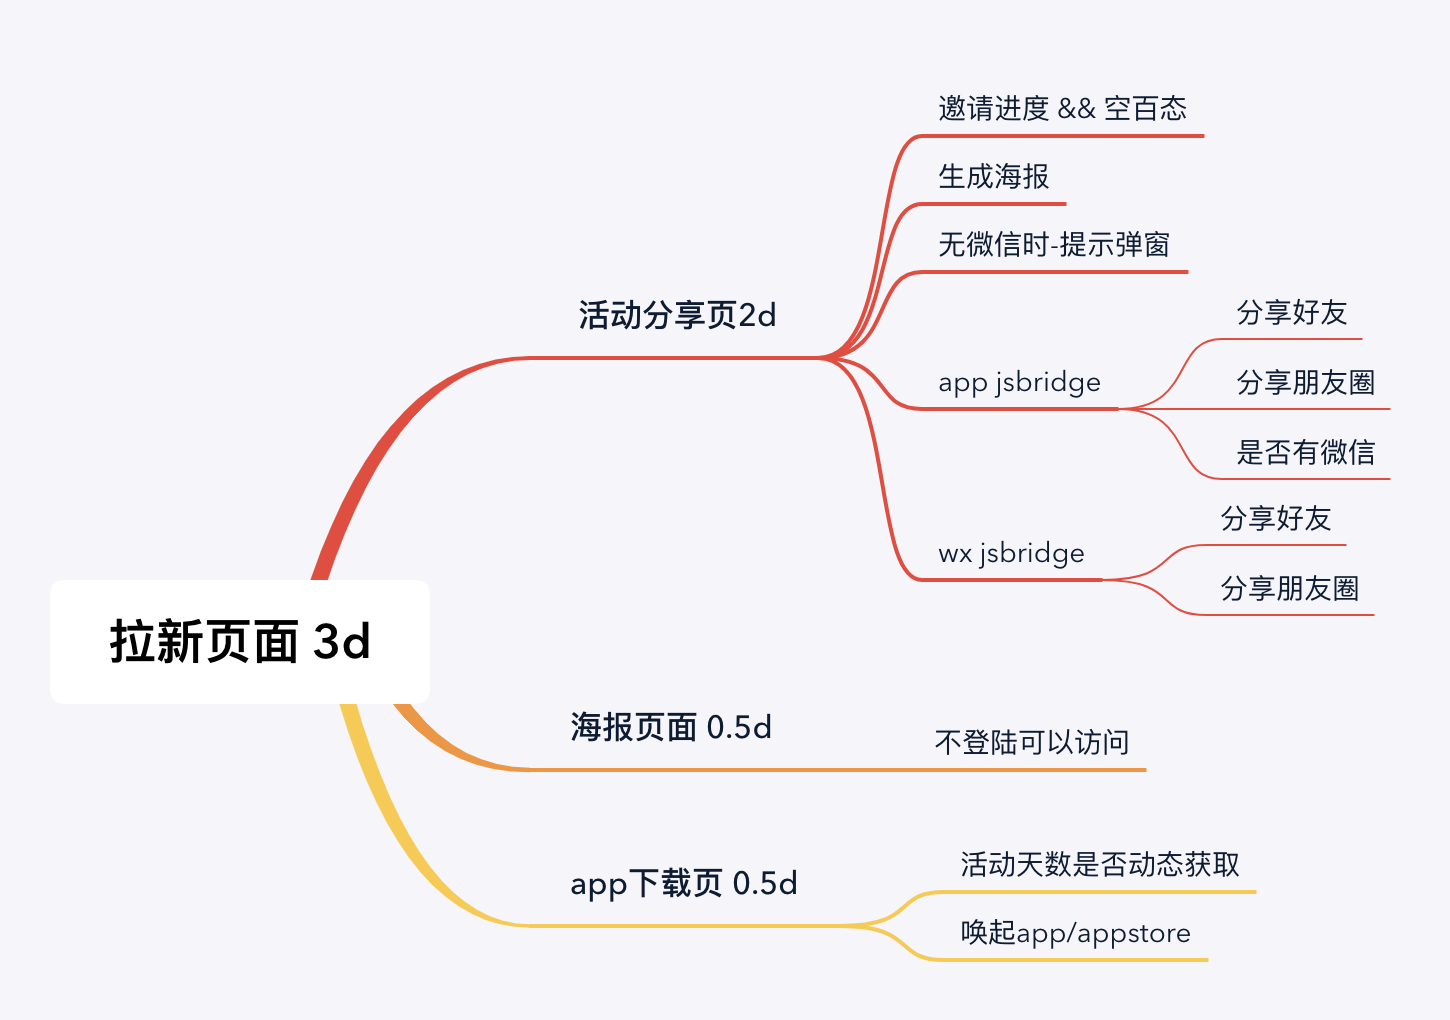 拉新页面 3d
活动分享页2d
邀请进度 && 空百态
生成海报
无微信时-提示弹窗
app jsbridge
分享好友
分享朋友圈
是否有微信
wx jsbridge
分享好友
分享朋友圈
海报页面 0.5d
不登陆可以访问
app下载页 0.5d
活动天数是否动态获取
唤起app/appstore